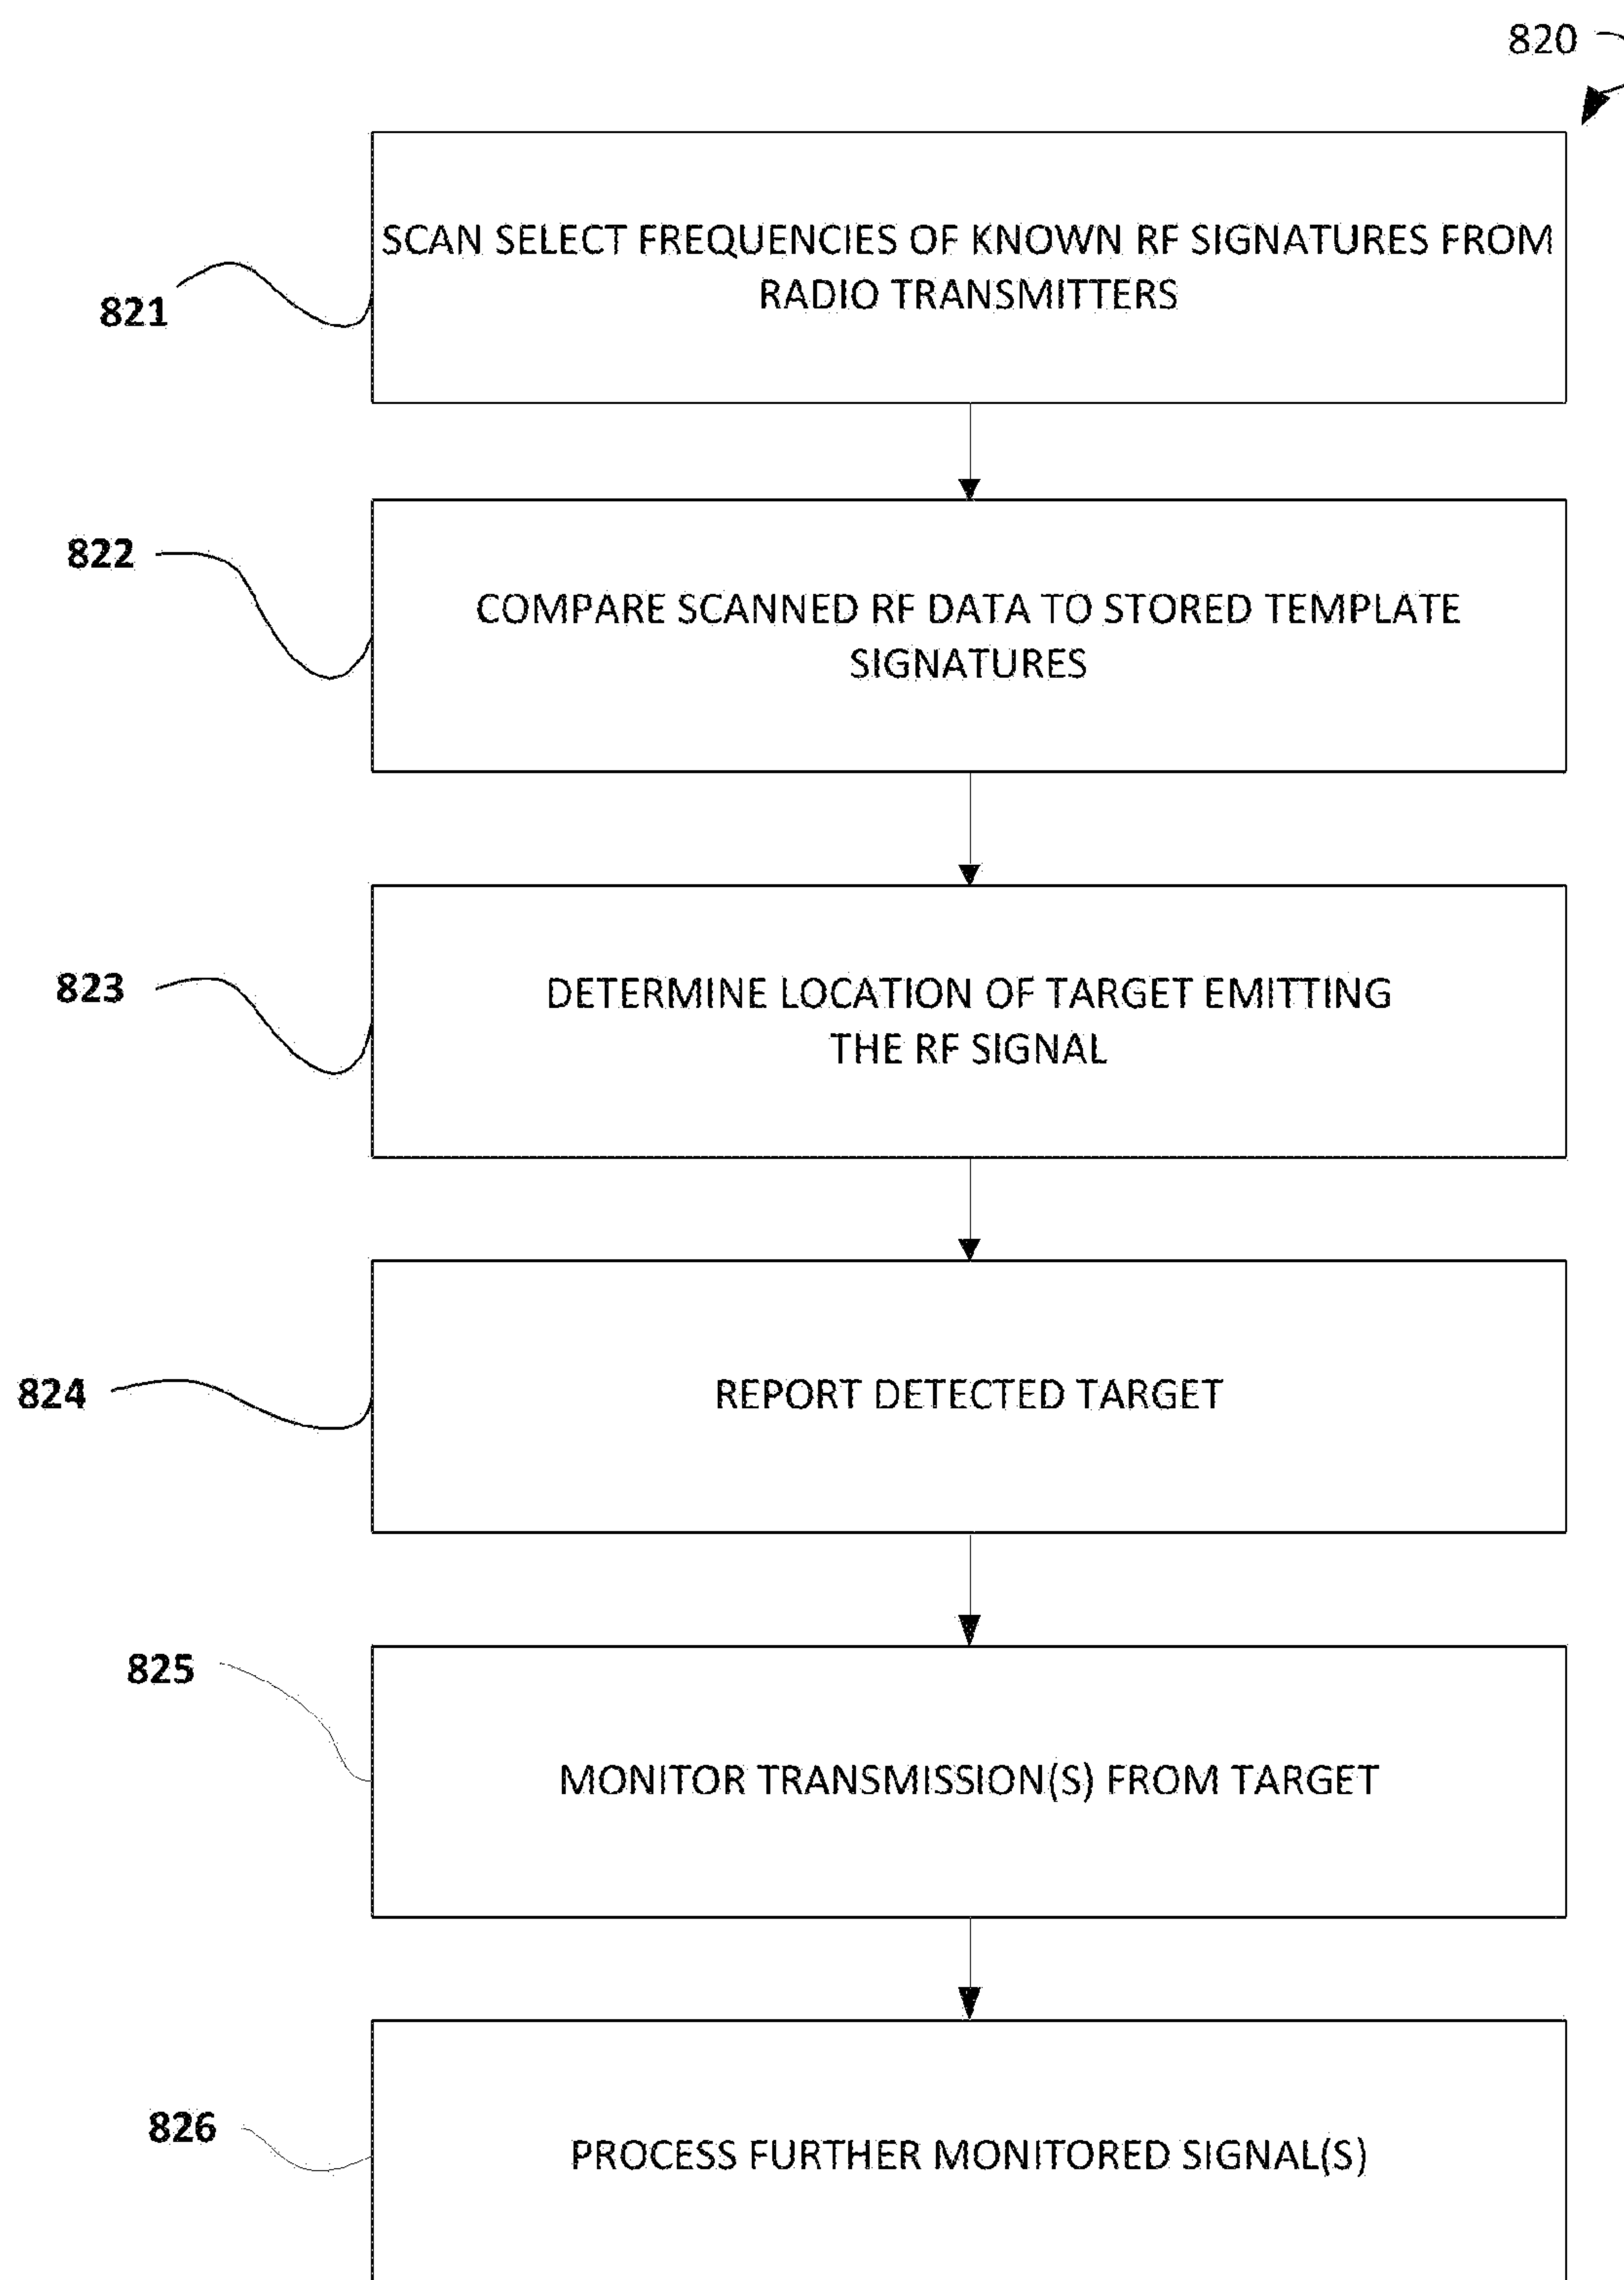 820
SCAN SELECT FREQUENCIES OF KNOWN RF SIGNATURES FROM
RADIO TRANSMITTERS
821
822
COMPARE SCANNED RF DATA TO STORED TEMPLATE
SIGNATURES
823
DETERMINE LOCATION OF TARGET EMITTING
THE RF SIGNAL
824
REPORT DETECTED TARGET
825
MONITOR TRANSMISSION(S) FROM TARGET
826
PROCESS FURTHER MONITORED SIGNAL(S)